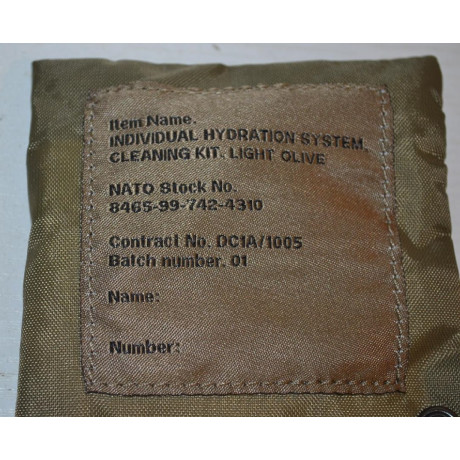 Item Name.
INDIVIDUAL HYDRATION SYSTEM,
CLEANING KIT, LIGHT OLIVE
NATO Stock No.
8465-99-742-4310
Contract No. DC1A/1005
Batch number. 01
Name:
Number: